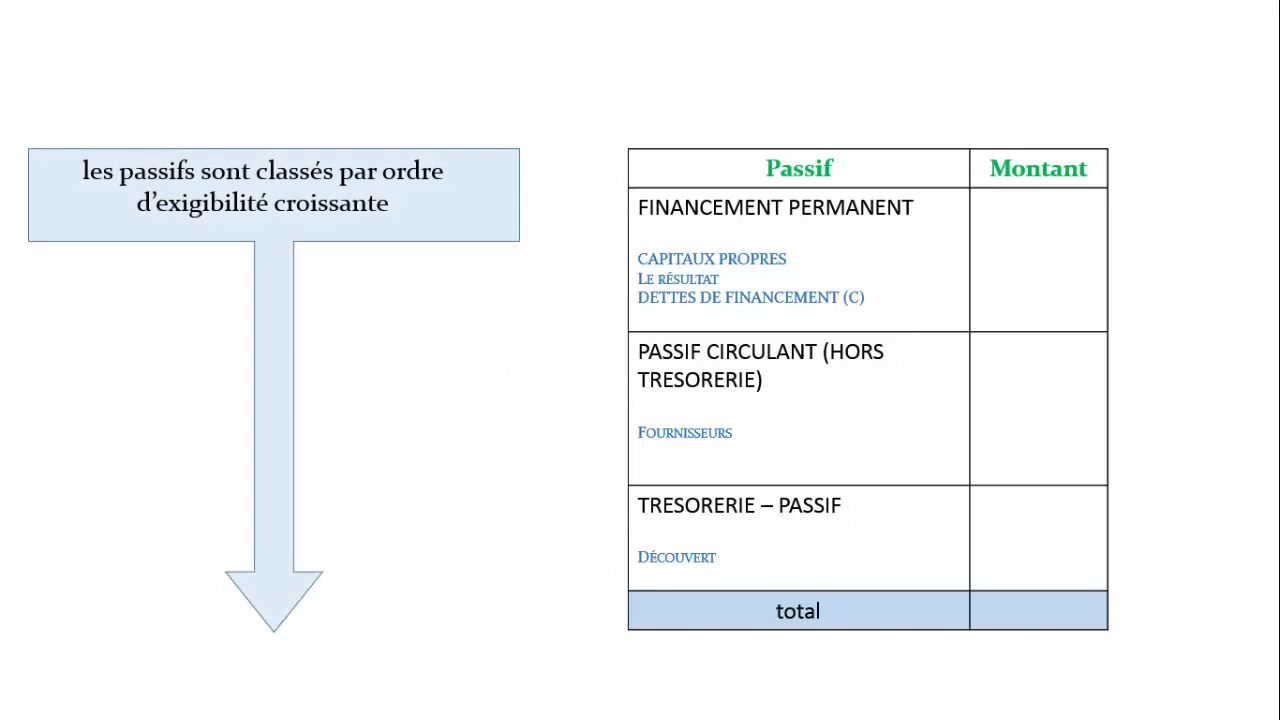 les passifs sont classés par ordre
d’exigibilité croissante
Passif Montant
FINANCEMENT PERMANENT
CAPITAUX PROPRES
LE RÉSULTAT
DETTES DE FINANCEMENT (C)
PASSIF CIRCULANT (HORS
TRESORERIE)
FOURNISSEURS
TRESORERIE – PASSIF
DÉCOUVERT
total